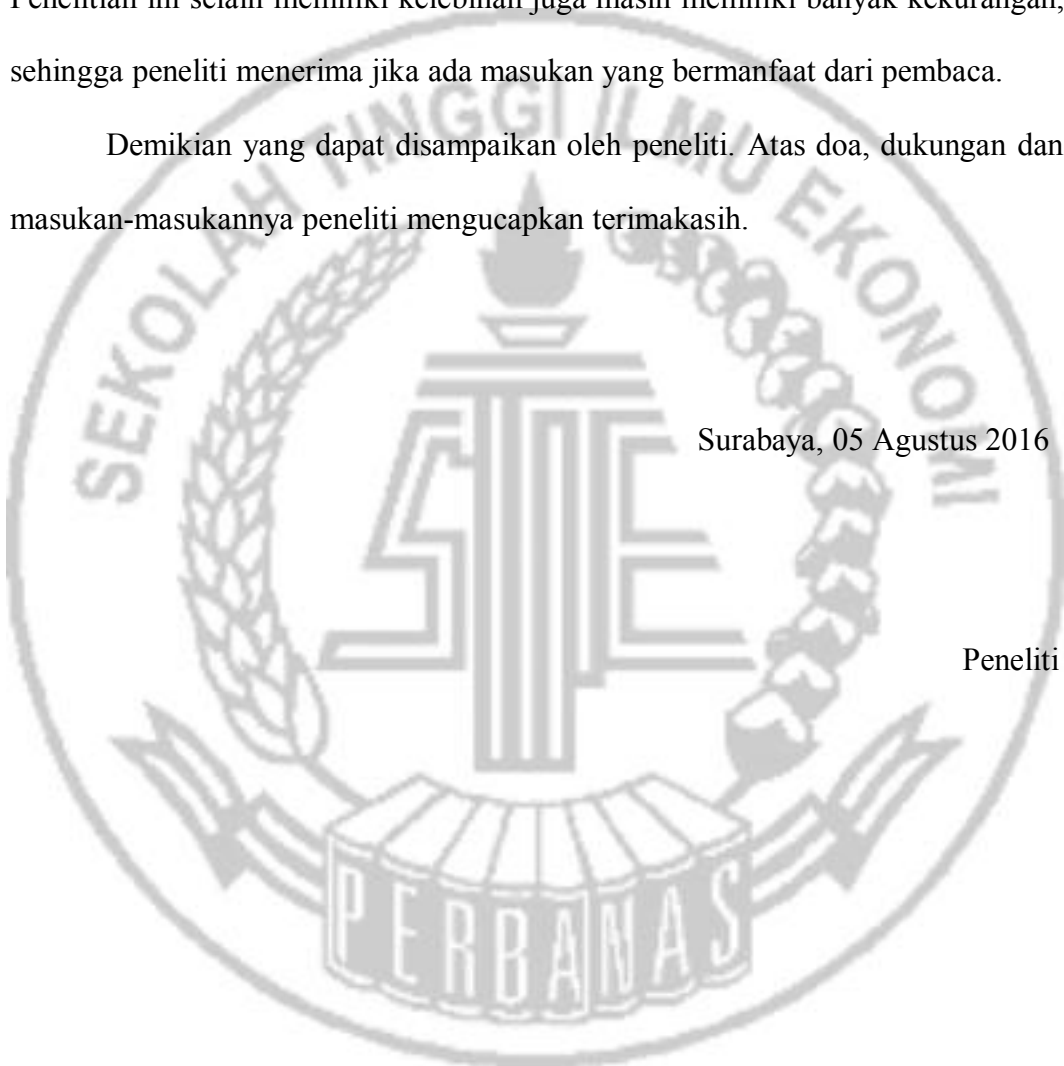 Penelitian ini selain memiliki kelebihan juga masih memiliki banyak kekurangan,
sehingga peneliti menerima jika ada masukan yang bermanfaat dari pembaca.
Demikian yang dapat disampaikan oleh peneliti. Atas doa, dukungan dan
masukan-masukannya peneliti mengucapkan terimakasih.
Surabaya, 05 Agustus 2016
Peneliti
SEKOLAH TINGGI ILMU EKONOMI
PERBANAS